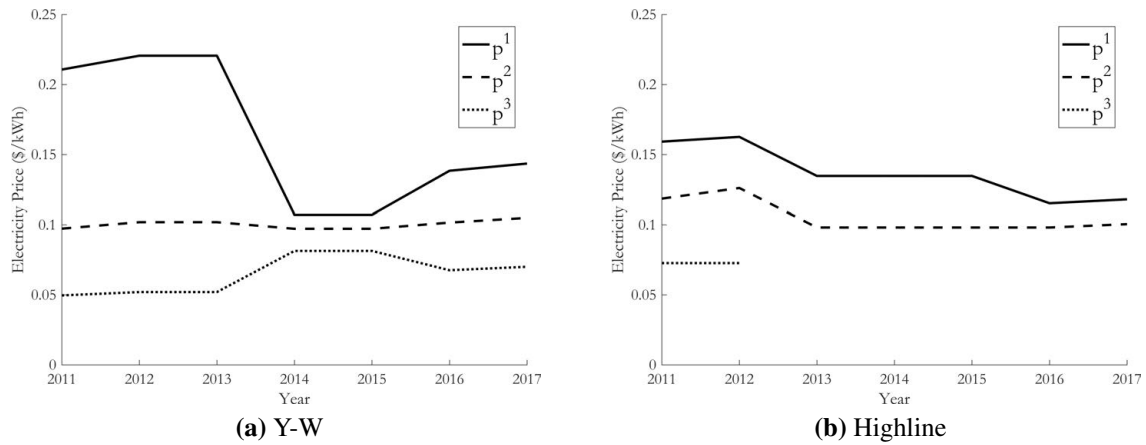 0.25
0.2
0.15
0.1
0.05
0
Electricity Price ($/kWh)
2011 2012 2013 2014 2015 2016 2017
Year
p1
p2
p3
(a) Y-W
0.25
0.2
0.15
0.1
0.05
0
Electricity Price ($/kWh)
2011 2012 2013 2014 2015 2016 2017
Year
p1
p2
p3
(b) Highline